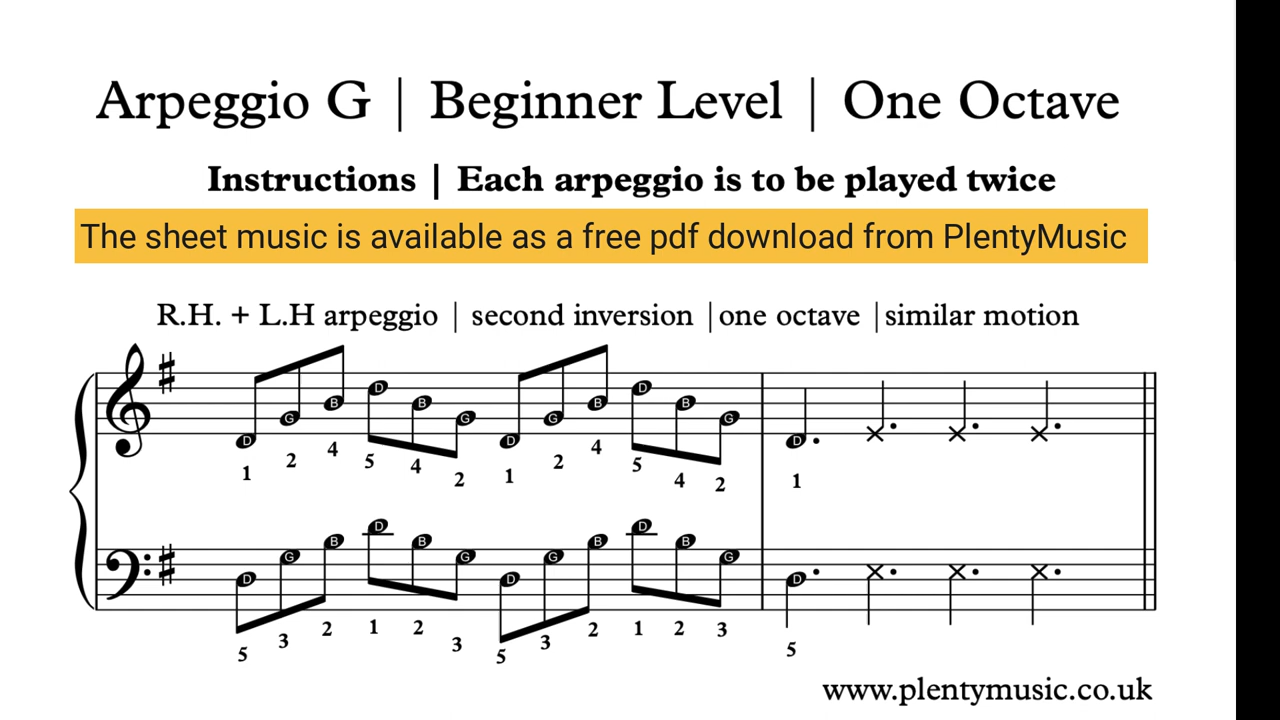 Arpeggio G | Beginner Level | One Octave
Instructions | Each arpeggio is to be played twice
The sheet music is available as a free pdf download from PlentyMusic
R.H. + L.H arpeggio | second inversion |one octave |similar motion
D G B D B G D G B D B G D
1 2 4 5 4 2 1 2 4 5 4 2 1
D G B D B G D G B D B G D
5 3 2 1 2 3 5 3 2 1 2 3 5
www.plentymusic.co.uk